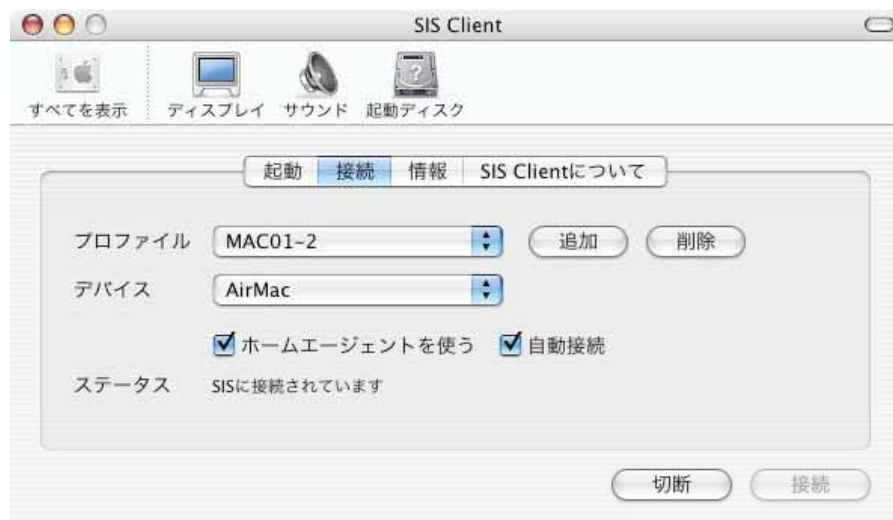 SIS Client
すべてを表示 ディスプレイ サウンド 起動ディスク
起動 接続 情報 SIS Clientについて
プロファイル MAC01-2 追加 削除
デバイス AirMac
ホームエージェントを使う 自動接続
ステータス SISに接続されています
切断 接続